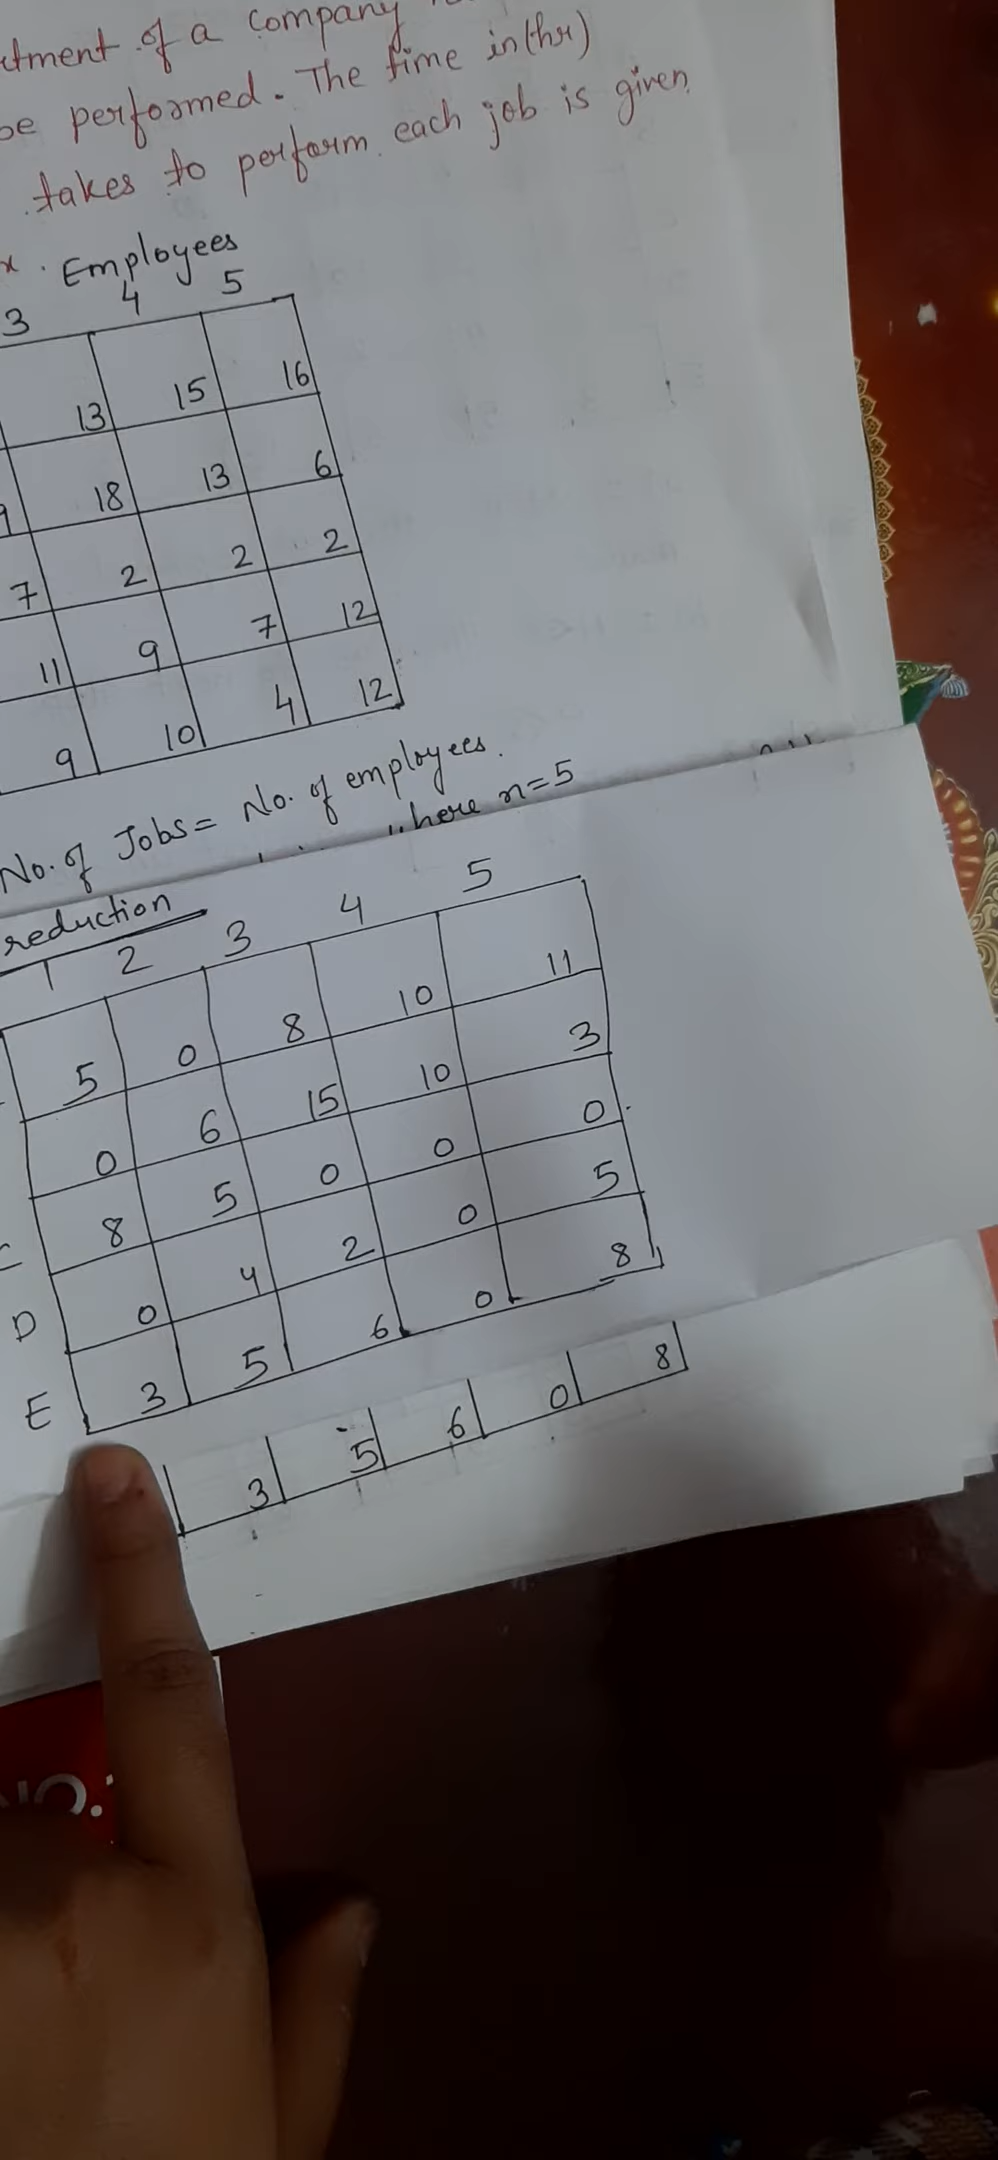 of a company
be performed. The time in (hr)
takes to perform each job is given
Employees
3 4 5
13 15 16
18 13 6
7 2 2 2
11 9 7 12
9 10 4 12
No. of Jobs = No. of employees.
where n=5
reduction
1 2 3 4 5
5 0 8 10 11
0 6 15 10 3
8 5 0 0 0
D 0 4 2 0 5
E 3 5 6 0 8
3 5 6 0 8